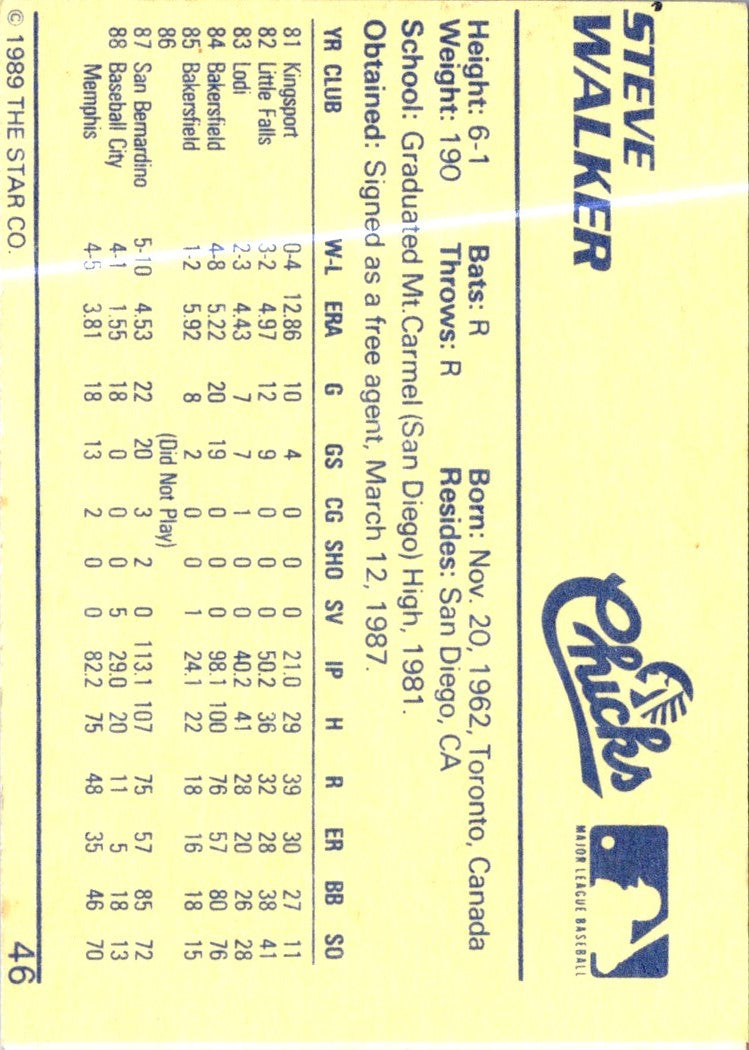 STEVE
WALKER
Chicks
MAJOR LEAGUE BASEBALL
Height: 6-1 Bats: R Born: Nov. 20, 1962, Toronto, Canada
Weight: 190 Throws: R Resides: San Diego, CA
School: Graduated Mt.Carmel (San Diego) High, 1981.
Obtained: Signed as a free agent, March 12, 1987.
YR CLUB W-L ERA G GS CG SHO SV IP H R ER BB SO
81 Kingsport 0-4 12.86 10 4 0 0 0 21.0 29 39 30 27 11
82 Little Falls 3-2 4.97 12 9 0 0 0 50.2 36 32 28 38 41
83 Lodi 2-3 4.43 7 7 1 0 0 40.2 41 28 20 26 28
84 Bakersfield 4-8 5.22 20 19 0 0 0 98.1 100 76 57 80 76
85 Bakersfield 1-2 5.92 8 2 0 0 1 24.1 22 18 16 18 15
86 (Did Not Play)
87 San Bernardino 5-10 4.53 22 20 3 2 0 113.1 107 75 57 85 72
88 Baseball City 4-1 1.55 18 0 0 0 5 29.0 20 11 5 18 13
Memphis 4-5 3.81 18 13 2 0 0 82.2 75 48 35 46 70
© 1989 THE STAR CO. 46